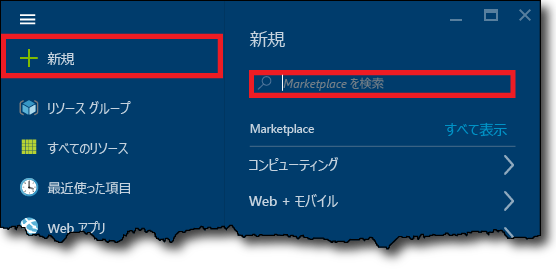 新規
リソース グループ
すべてのリソース
最近使った項目
Web アプリ
新規
Marketplace を検索
Marketplace すべて表示
コンピューティング
Web + モバイル